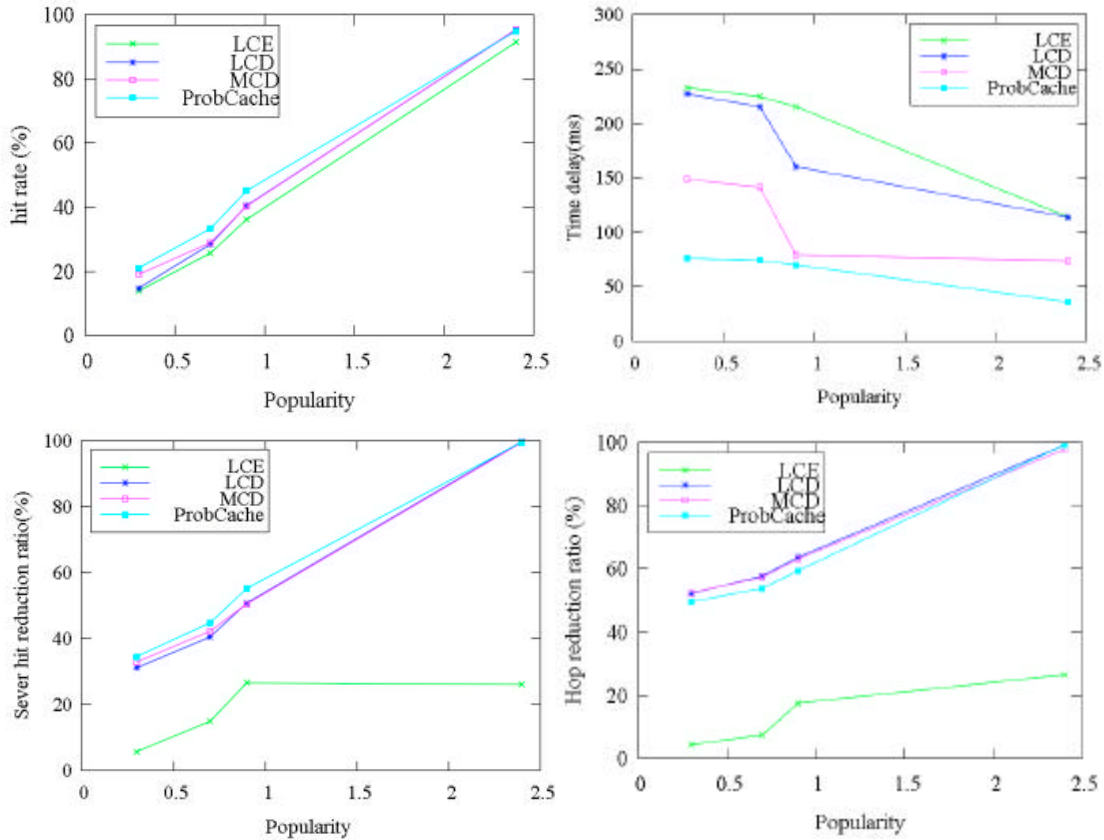 100
80
60
40
20
0
hit rate (%)
LCE
LCD
MCD
ProbCache
0 0.5 1 1.5 2 2.5
Popularity
300
250
200
150
100
50
0
Time delay(ms)
LCE
LCD
MCD
ProbCache
0 0.5 1 1.5 2 2.5
Popularity
100
80
60
40
20
0
Sever hit reduction ratio(%)
LCE
LCD
MCD
ProbCache
0 0.5 1 1.5 2 2.5
Popularity
100
80
60
40
20
0
Hop reduction ratio (%)
LCE
LCD
MCD
ProbCache
0 0.5 1 1.5 2 2.5
Popularity